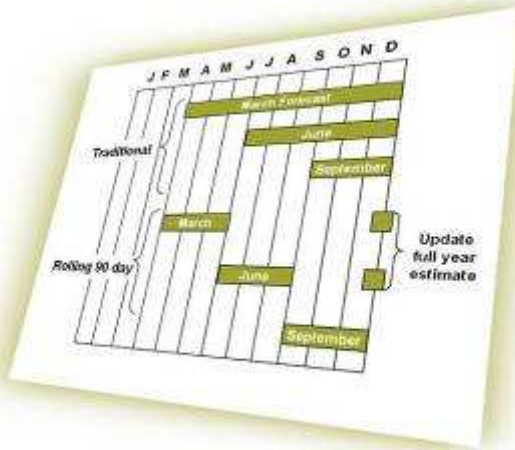 J F M A M J J A S O N D
March Forecast
June
September
Traditional
March
June
September
Rolling 90 day
Update
full year
estimate